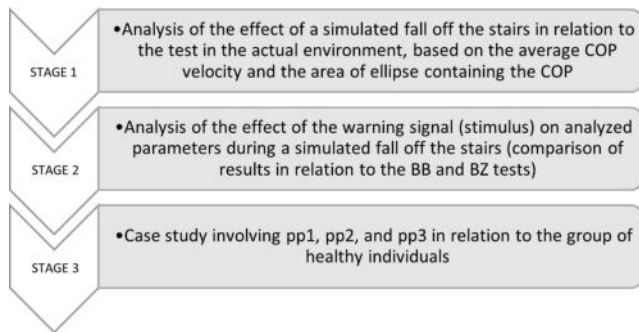 •Analysis of the effect of a simulated fall off the stairs in relation to
the test in the actual environment, based on the average COP
velocity and the area of ellipse containing the COP
STAGE 1
•Analysis of the effect of the warning signal (stimulus) on analyzed
parameters during a simulated fall off the stairs (comparison of
results in relation to the BB and BZ tests)
STAGE 2
•Case study involving pp1, pp2, and pp3 in relation to the group of
healthy individuals
STAGE 3